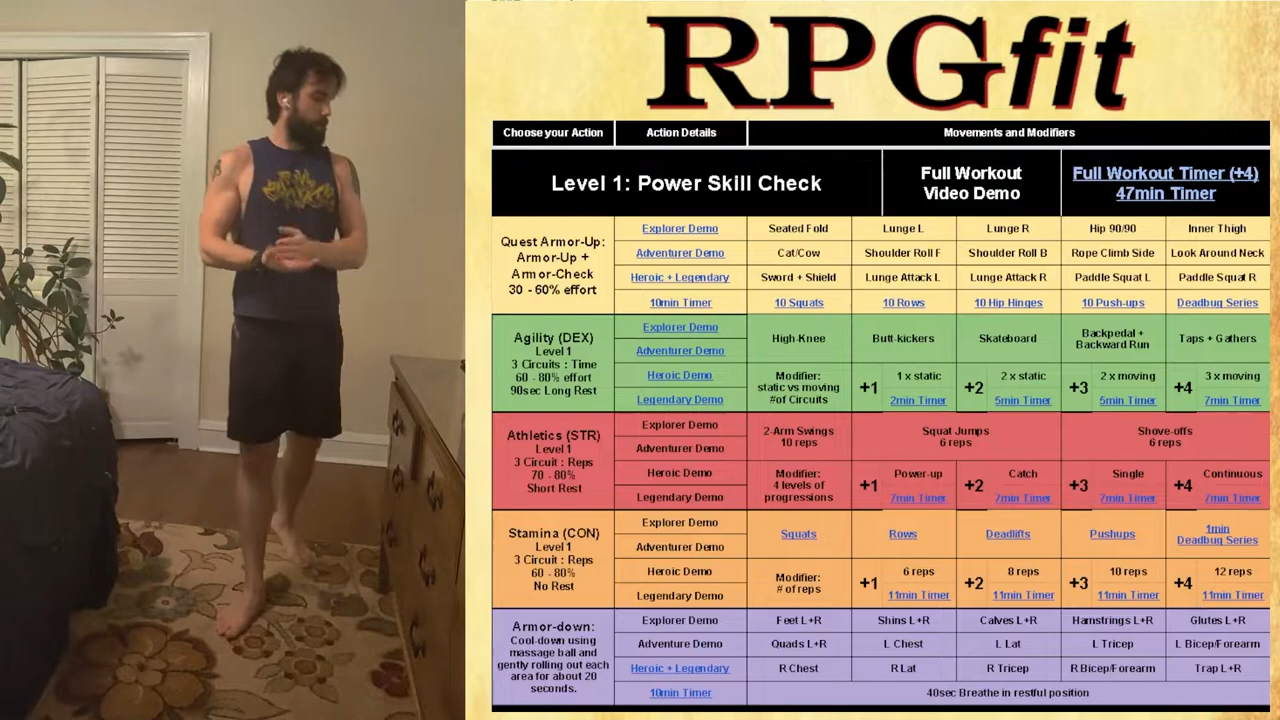 RPGfit
Choose your Action Action Details Movements and Modifiers
Level 1: Power Skill Check Full Workout Video Demo Full Workout Timer (+4) 47min Timer
Quest Armor-Up:
Armor-Up +
Armor-Check
30 - 60% effort
Explorer Demo Seated Fold Lunge L Lunge R Hip 90/90 Inner Thigh
Adventurer Demo Cat/Cow Shoulder Roll F Shoulder Roll B Rope Climb Side Look Around Neck
Heroic + Legendary Sword + Shield Lunge Attack L Lunge Attack R Paddle Squat L Paddle Squat R
10min Timer 10 Squats 10 Rows 10 Hip Hinges 10 Push-ups Deadbug Series
Agility (DEX)
Level 1
3 Circuits : Time
60 - 80% effort
90sec Long Rest
Explorer Demo
Adventurer Demo
High-Knee Butt-kickers Skateboard Backpedal + Backward Run Taps + Gathers
Heroic Demo
Legendary Demo
Modifier:
static vs moving
#of Circuits
+1 1 x static 2min Timer
+2 2 x static 5min Timer
+3 2 x moving 5min Timer
+4 3 x moving 7min Timer
Athletics (STR)
Level 1
3 Circuit : Reps
70 - 80%
Short Rest
Explorer Demo
Adventurer Demo
2-Arm Swings
10 reps
Squat Jumps
6 reps
Shove-offs
6 reps
Heroic Demo
Legendary Demo
Modifier:
4 levels of
progressions
+1 Power-up 7min Timer
+2 Catch 7min Timer
+3 Single 7min Timer
+4 Continuous 7min Timer
Stamina (CON)
Level 1
3 Circuit : Reps
60 - 80%
No Rest
Explorer Demo
Adventurer Demo
Squats Rows Deadlifts Pushups 1min Deadbug Series
Heroic Demo
Legendary Demo
Modifier:
# of reps
+1 6 reps 11min Timer
+2 8 reps 11min Timer
+3 10 reps 11min Timer
+4 12 reps 11min Timer
Armor-down:
Cool-down using
massage ball and
gently rolling out each
area for about 20
seconds.
Explorer Demo Feet L+R Shins L+R Calves L+R Hamstrings L+R Glutes L+R
Adventure Demo Quads L+R L Chest L Lat L Tricep L Bicep/Forearm
Heroic + Legendary R Chest R Lat R Tricep R Bicep/Forearm Trap L+R
10min Timer 40sec Breathe in restful position